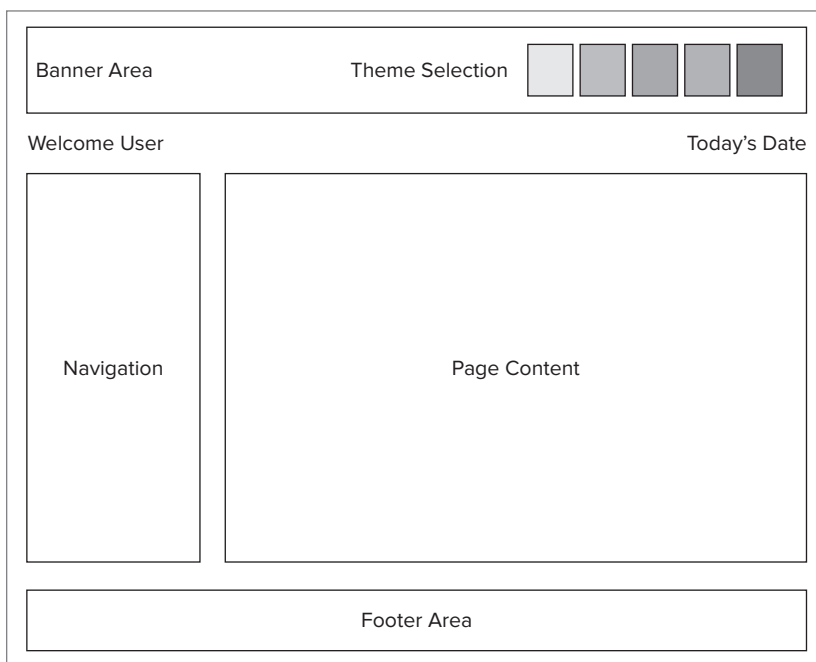 Banner Area
Theme Selection
Welcome User
Today’s Date
Navigation
Page Content
Footer Area